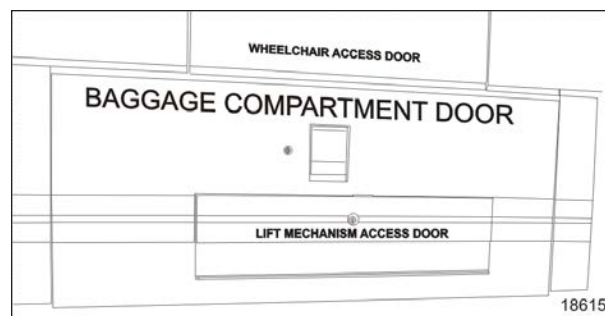 WHEELCHAIR ACCESS DOOR
BAGGAGE COMPARTMENT DOOR
LIFT MECHANISM ACCESS DOOR
18615